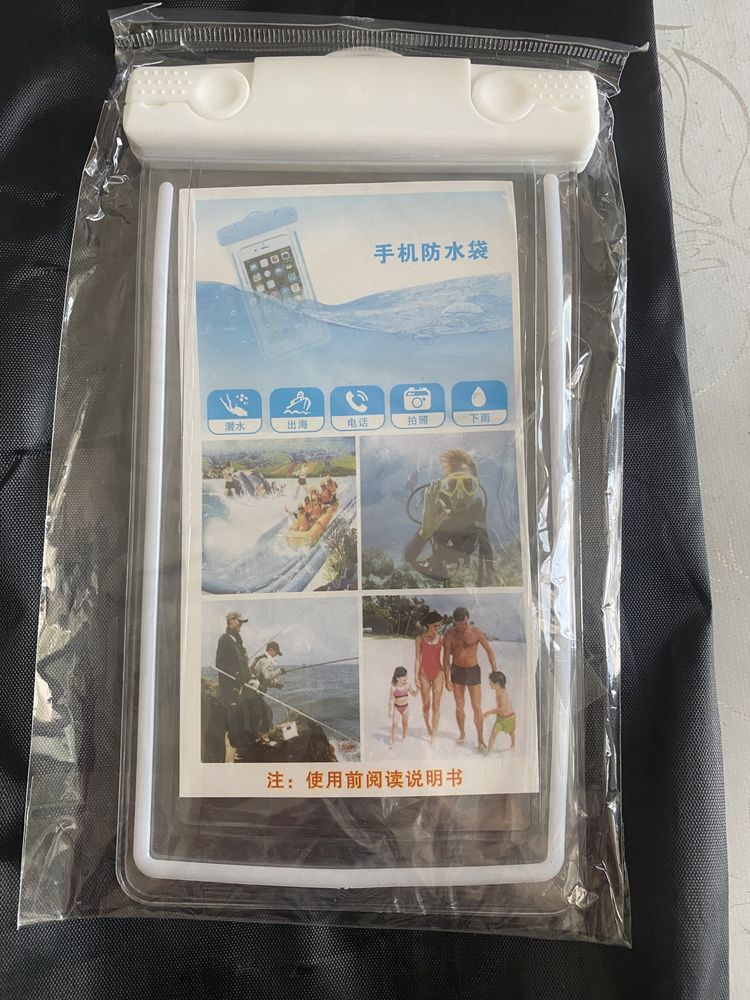 手机防水袋
潜水
出海
电话
拍照
下雨
注：使用前阅读说明书